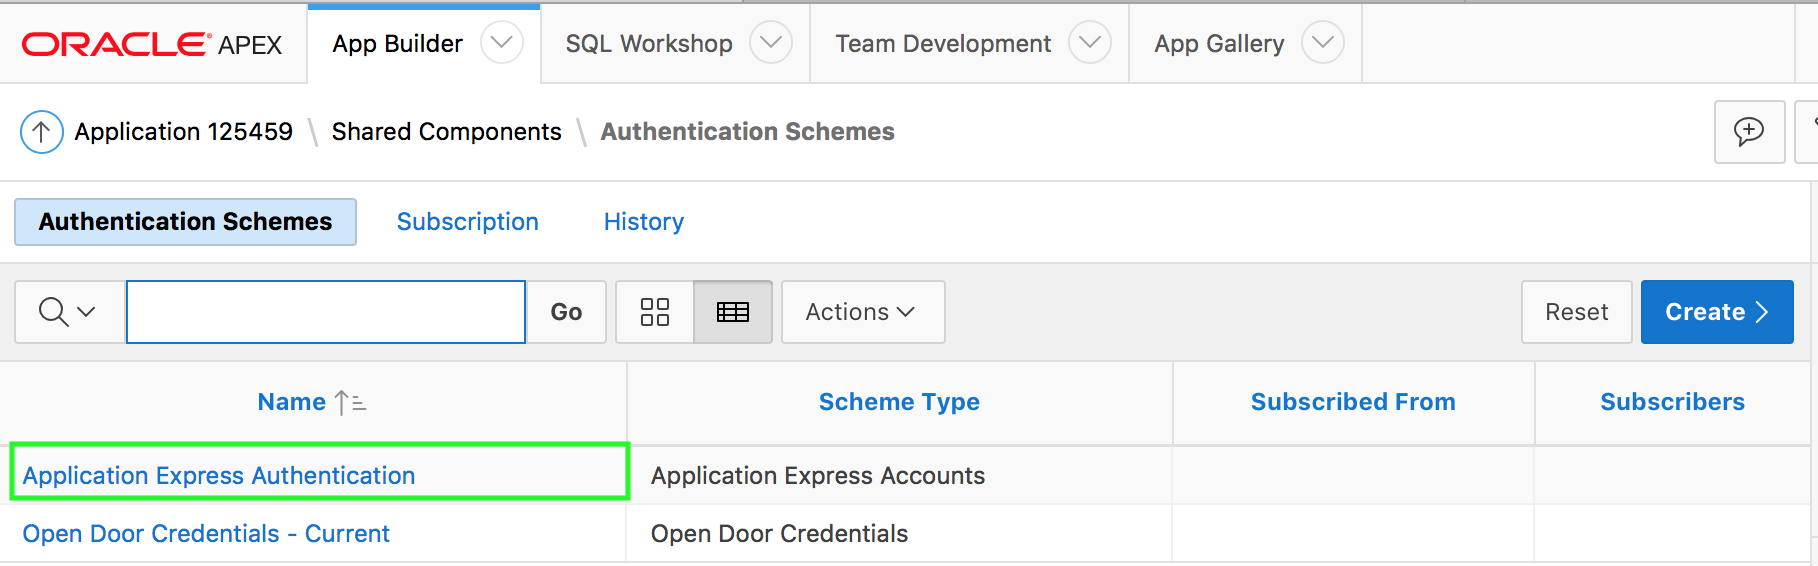 ORACLE APEX App Builder SQL Workshop Team Development App Gallery
Application 125459 \ Shared Components \ Authentication Schemes
Authentication Schemes Subscription History
Go Actions Reset Create
Name Scheme Type Subscribed From Subscribers
Application Express Authentication Application Express Accounts
Open Door Credentials - Current Open Door Credentials